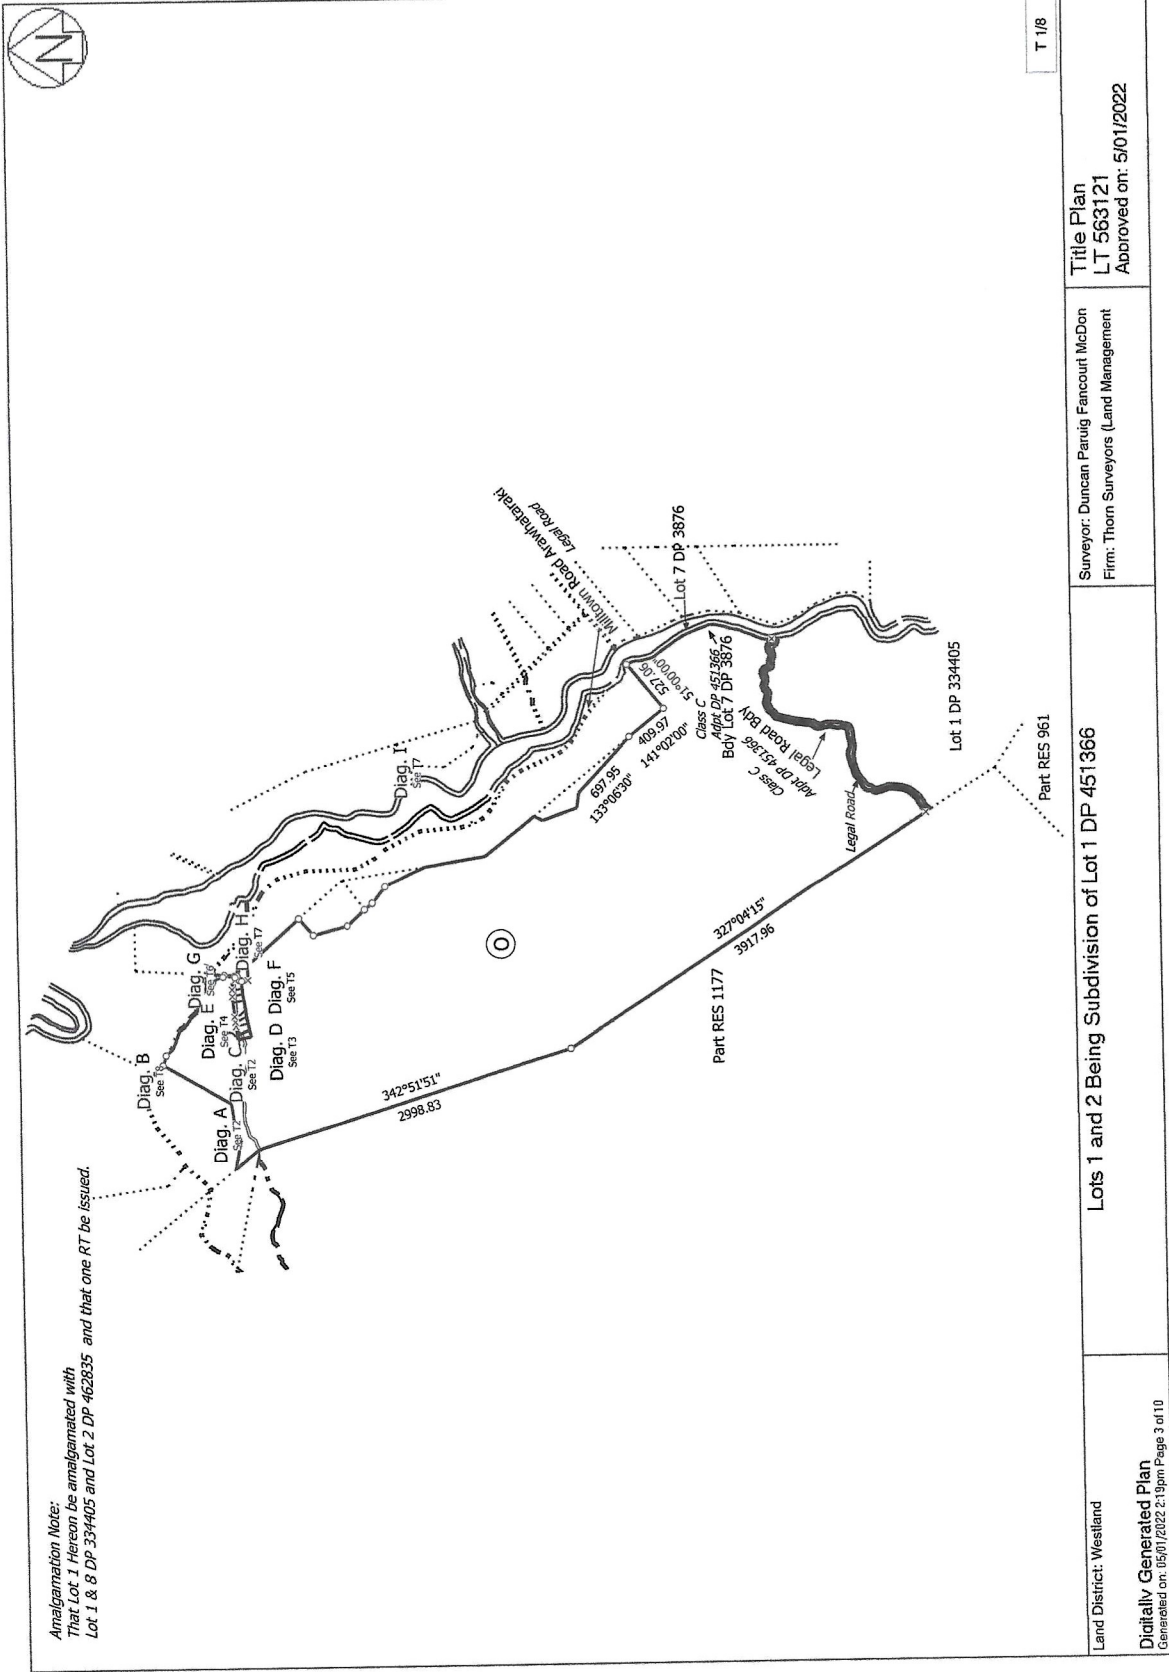 Amalgamation Note:
That Lot 1 Hereon be amalgamated with
Lot 1 & 8 DP 334405 and Lot 2 DP 462835 and that one RT be issued.
N
Diag. B
See T8
Diag. G
See T6
Diag. E
See T4
Diag. H
See T7
Diag. A
See T2
Diag. C
See T2
Diag. D
See T3
Diag. F
See T5
Diag. I
See T7
Milltown Road Arawhataraki
Legal Road
342°51'51"
2998.83
O
697.95
133°06'30"
409.97
141°02'00"
527.06
51°00'00"
Lot 7 DP 3876
Class C
Adpt DP 451366
Bdy Lot 7 DP 3876
Class C
Adpt DP 451366
Legal Road Bdy
Legal Road
327°04'15"
3917.96
Part RES 1177
Lot 1 DP 334405
Part RES 961
T 1/8
Land District: Westland
Digitally Generated Plan
Generated on: 05/01/2022 2:19pm Page 3 of 10
Lots 1 and 2 Being Subdivision of Lot 1 DP 451366
Surveyor: Duncan Paruig Fancourt McDon
Firm: Thorn Surveyors (Land Management
Title Plan
LT 563121
Approved on: 5/01/2022